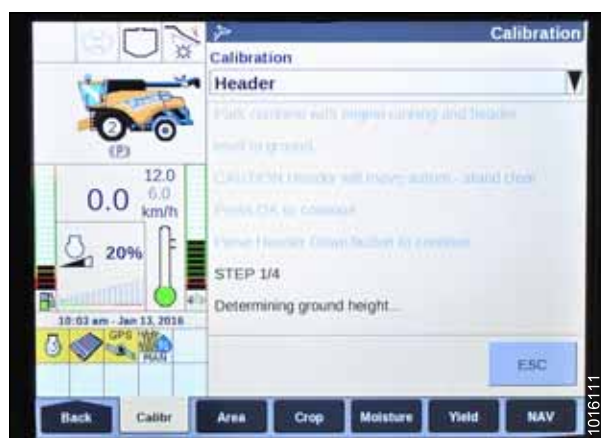 Calibration
Calibration
Header
Park combine with engine running and header
level to ground.
CAUTION Header will move autom.- stand clear
Press OK to continue
Press Header Down button to continue
STEP 1/4
Determining ground height...
ESC
2
(P)
12.0
0.0
6.0
km/h
20%
10:03 am - Jan 13, 2016
GPS
MAN
Back
Calibr
Area
Crop
Moisture
Yield
NAV
1016111